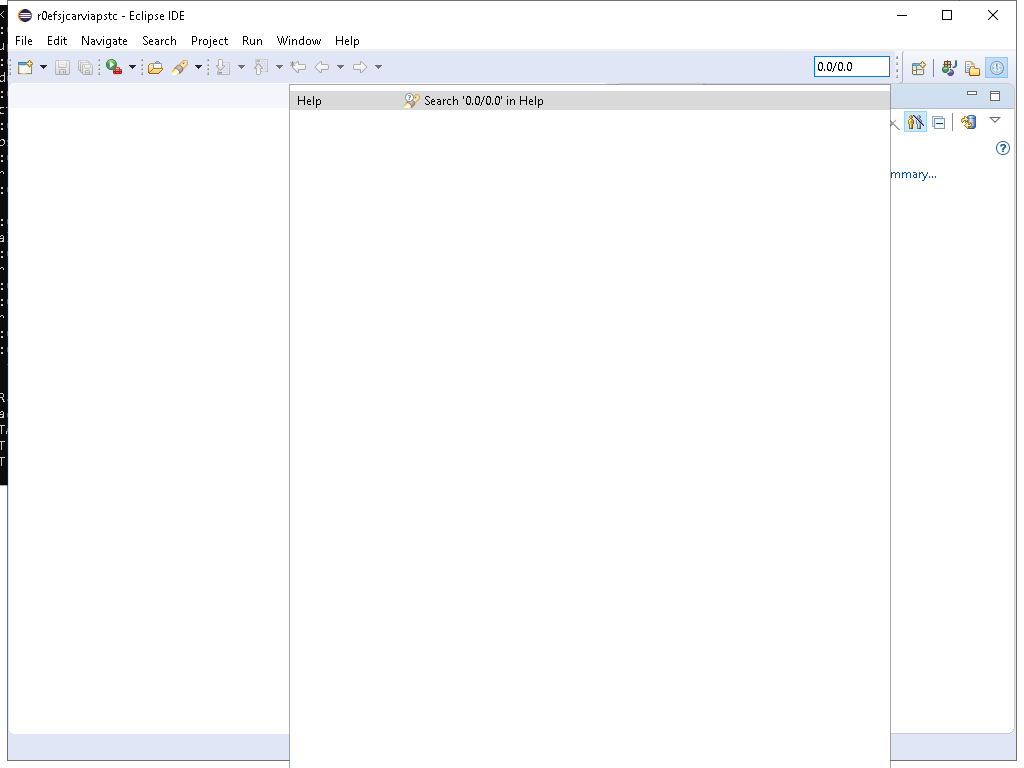 r0efsjcarviapstc - Eclipse IDE
File Edit Navigate Search Project Run Window Help
0.0/0.0
Help Search '0.0/0.0' in Help
mmary...